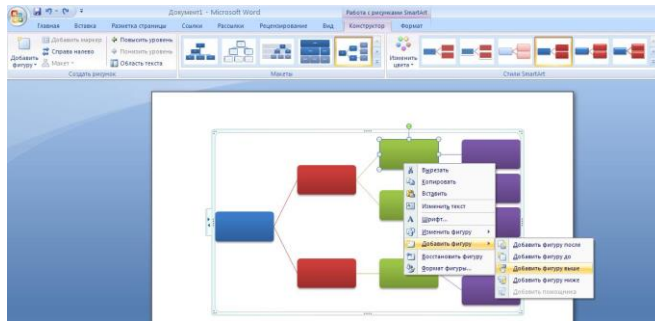 Документ1 - Microsoft Word
Работа с рисунками SmartArt
Главная Вставка Разметка страницы Ссылки Рассылки Рецензирование Вид Конструктор Формат
Добавить фигуру
Добавить маркер
Справа налево
Макет
Повысить уровень
Понизить уровень
Область текста
Изменить цвета
Создать рисунок
Макеты
Стили SmartArt
Вырезать
Копировать
Вставить
Изменить текст
Шрифт...
Изменить фигуру
Добавить фигуру
Восстановить фигуру
Формат фигуры...
Добавить фигуру после
Добавить фигуру до
Добавить фигуру выше
Добавить фигуру ниже
Добавить помощника